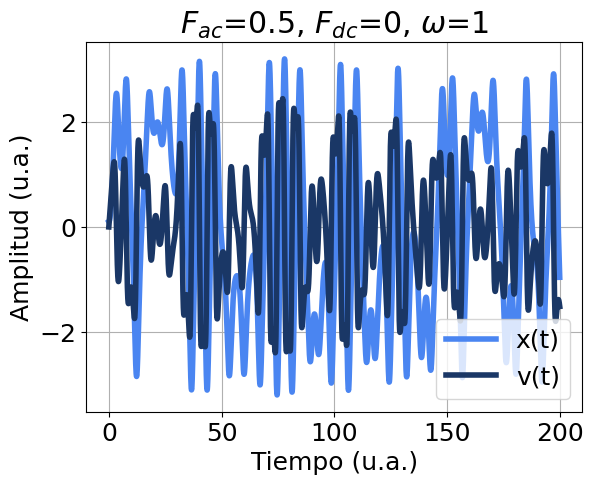 F_ac=0.5, F_dc=0, ω=1
Amplitud (u.a.)
2
0
−2
x(t)
v(t)
0 50 100 150 200
Tiempo (u.a.)